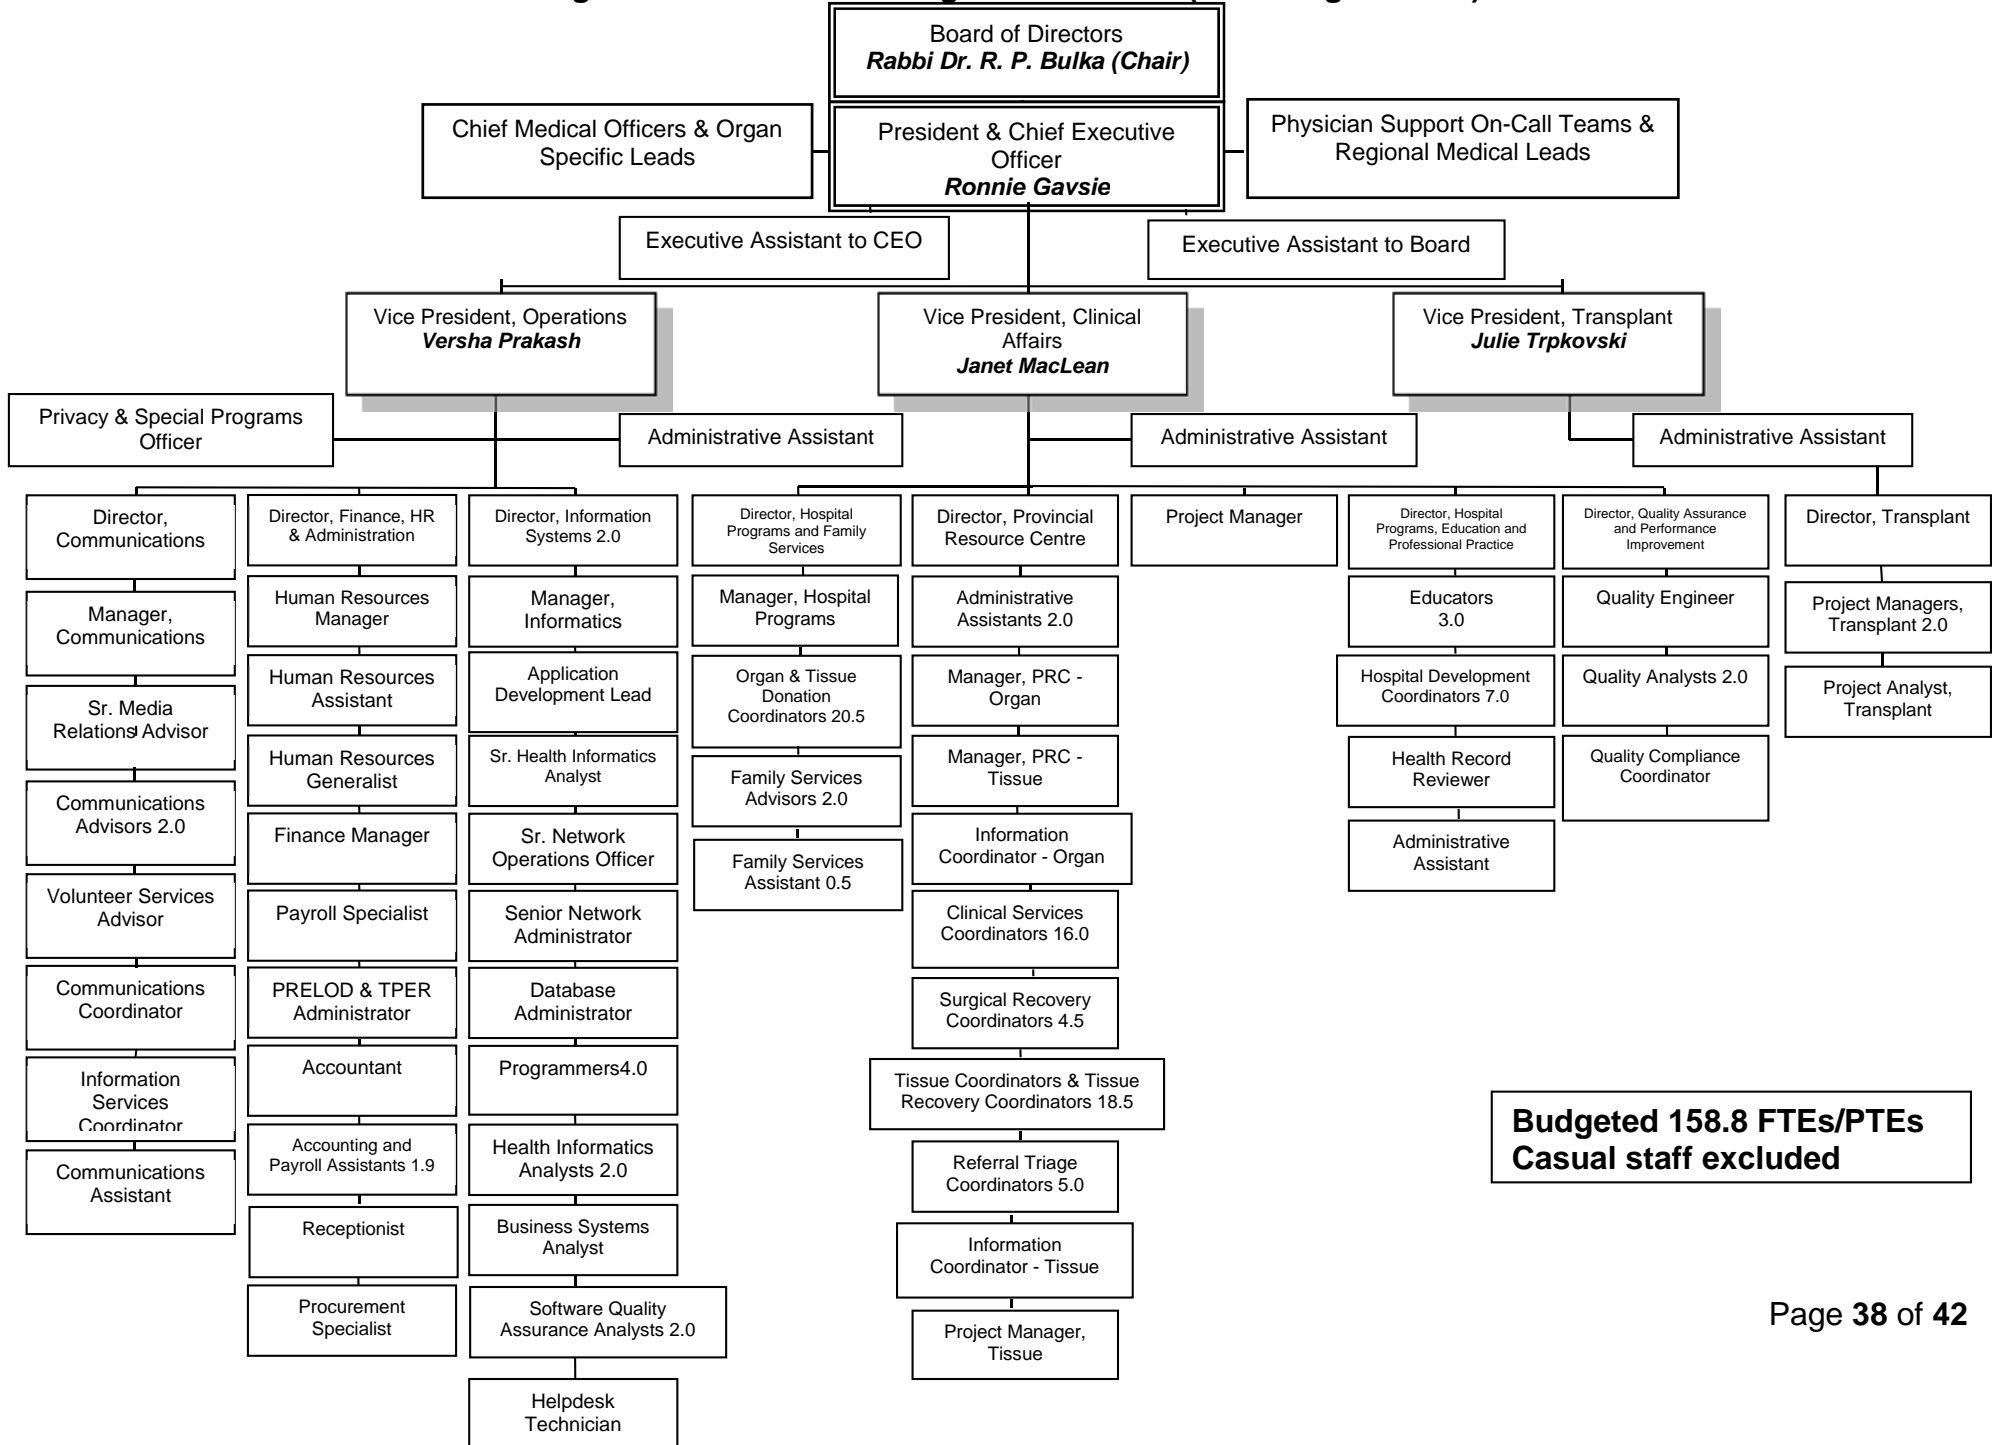 Board of Directors
Rabbi Dr. R. P. Bulka (Chair)
Chief Medical Officers & Organ
Specific Leads
President & Chief Executive
Officer
Ronnie Gavsie
Physician Support On-Call Teams &
Regional Medical Leads
Executive Assistant to CEO
Executive Assistant to Board
Vice President, Operations
Versha Prakash
Vice President, Clinical
Affairs
Janet MacLean
Vice President, Transplant
Julie Trpkovski
Privacy & Special Programs
Officer
Administrative Assistant
Administrative Assistant
Administrative Assistant
Director,
Communications
Manager,
Communications
Sr. Media
Relations Advisor
Communications
Advisors 2.0
Volunteer Services
Advisor
Communications
Coordinator
Information
Services
Coordinator
Communications
Assistant
Director, Finance, HR
& Administration
Human Resources
Manager
Human Resources
Assistant
Human Resources
Generalist
Finance Manager
Payroll Specialist
PRELOD & TPER
Administrator
Accountant
Accounting and
Payroll Assistants 1.9
Receptionist
Procurement
Specialist
Director, Information
Systems 2.0
Manager,
Informatics
Application
Development Lead
Sr. Health Informatics
Analyst
Sr. Network
Operations Officer
Senior Network
Administrator
Database
Administrator
Programmers4.0
Health Informatics
Analysts 2.0
Business Systems
Analyst
Software Quality
Assurance Analysts 2.0
Helpdesk
Technician
Director, Hospital
Programs and Family
Services
Manager, Hospital
Programs
Organ & Tissue
Donation
Coordinators 20.5
Family Services
Advisors 2.0
Family Services
Assistant 0.5
Director, Provincial
Resource Centre
Administrative
Assistants 2.0
Manager, PRC -
Organ
Manager, PRC -
Tissue
Information
Coordinator - Organ
Clinical Services
Coordinators 16.0
Surgical Recovery
Coordinators 4.5
Tissue Coordinators & Tissue
Recovery Coordinators 18.5
Referral Triage
Coordinators 5.0
Information
Coordinator - Tissue
Project Manager,
Tissue
Project Manager
Director, Hospital
Programs, Education and
Professional Practice
Educators
3.0
Hospital Development
Coordinators 7.0
Health Record
Reviewer
Administrative
Assistant
Director, Quality Assurance
and Performance
Improvement
Quality Engineer
Quality Analysts 2.0
Quality Compliance
Coordinator
Director, Transplant
Project Managers,
Transplant 2.0
Project Analyst,
Transplant
Budgeted 158.8 FTEs/PTEs
Casual staff excluded
Page 38 of 42